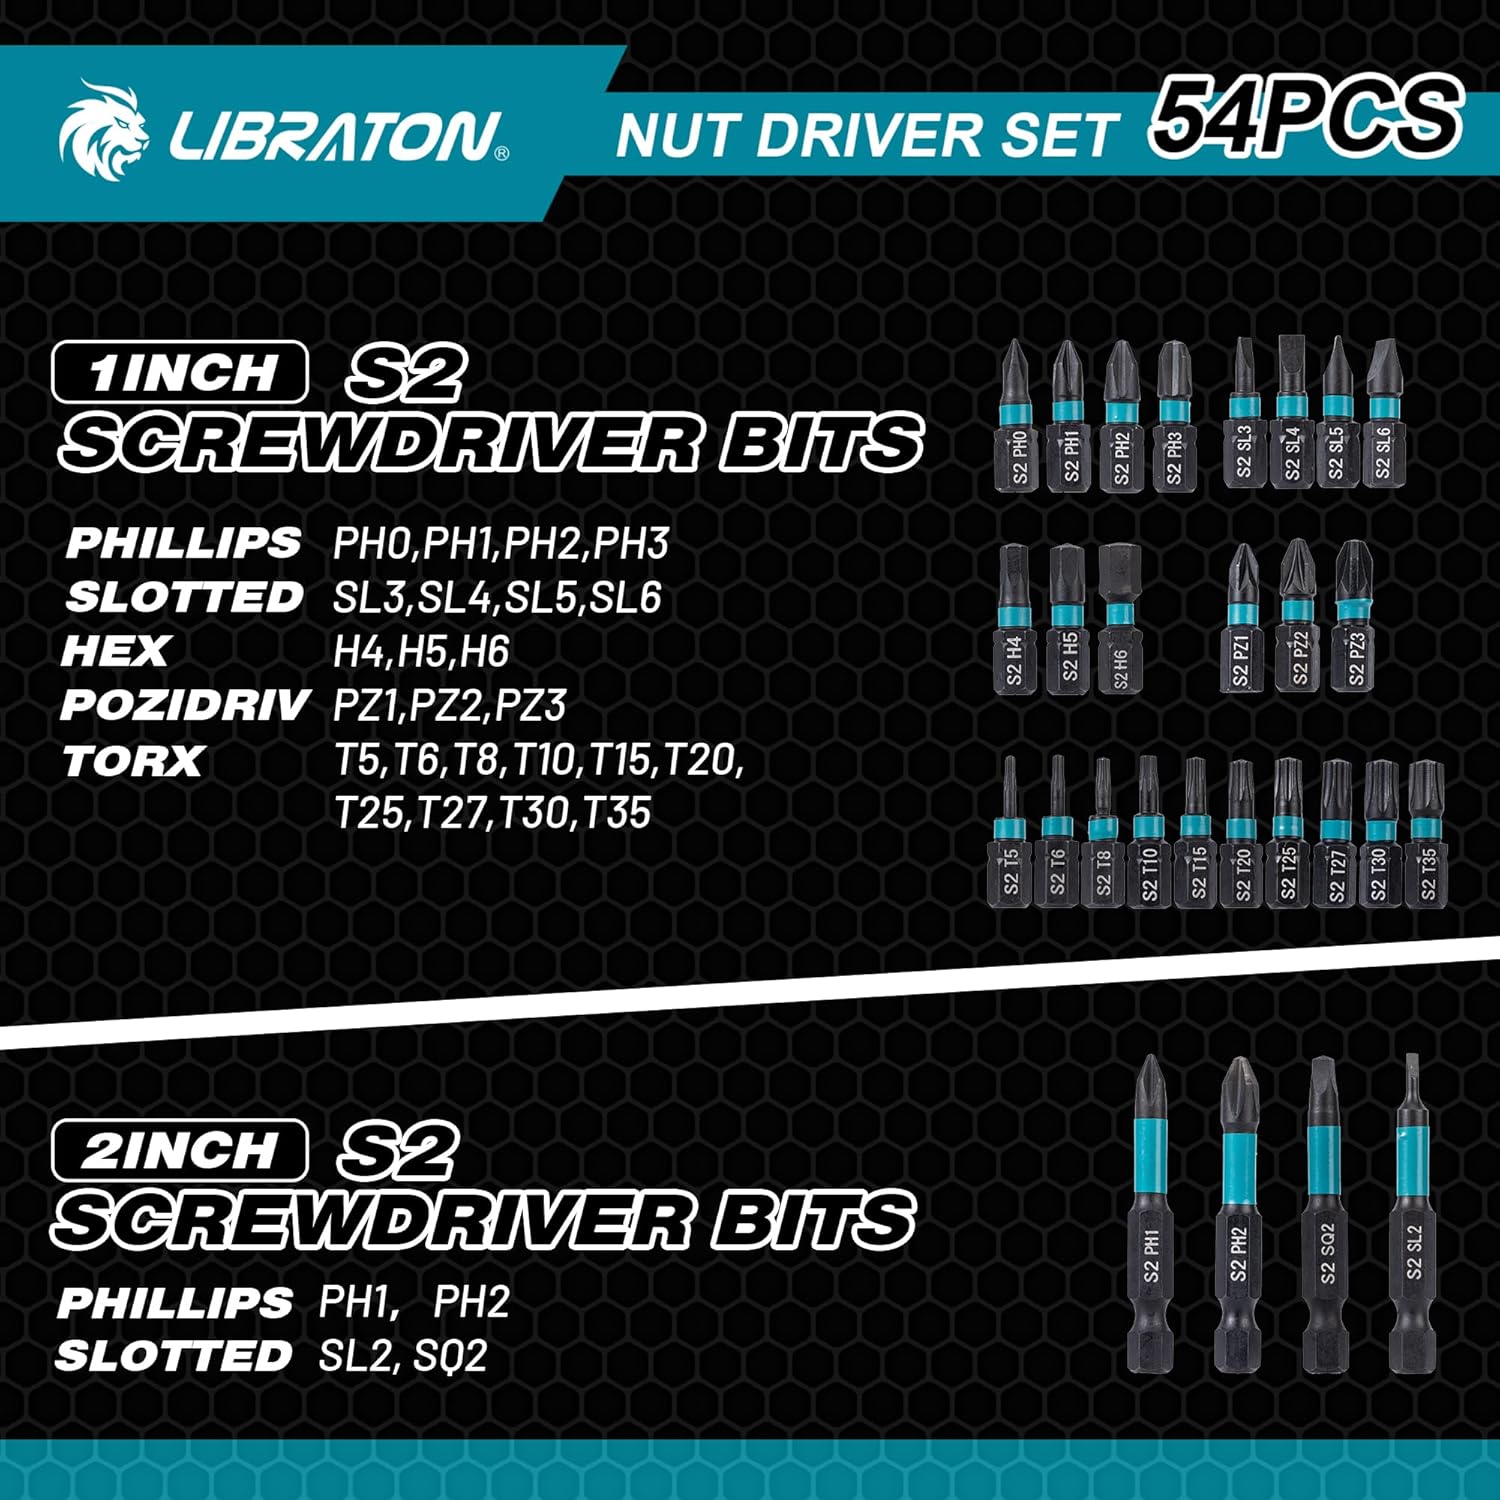 LIBRATON®
NUT DRIVER SET 54PCS
1INCH S2
SCREWDRIVER BITS
PHILLIPS PH0,PH1,PH2,PH3
SLOTTED SL3,SL4,SL5,SL6
HEX H4,H5,H6
POZIDRIV PZ1,PZ2,PZ3
TORX T5,T6,T8,T10,T15,T20,
T25,T27,T30,T35
S2 PH0
S2 PH1
S2 PH2
S2 PH3
S2 SL3
S2 SL4
S2 SL5
S2 SL6
S2 H4
S2 H5
S2 H6
S2 PZ1
S2 PZ2
S2 PZ3
S2 T5
S2 T6
S2 T8
S2 T10
S2 T15
S2 T20
S2 T25
S2 T27
S2 T30
S2 T35
2INCH S2
SCREWDRIVER BITS
PHILLIPS PH1, PH2
SLOTTED SL2, SQ2
S2 PH1
S2 PH2
S2 SQ2
S2 SL2